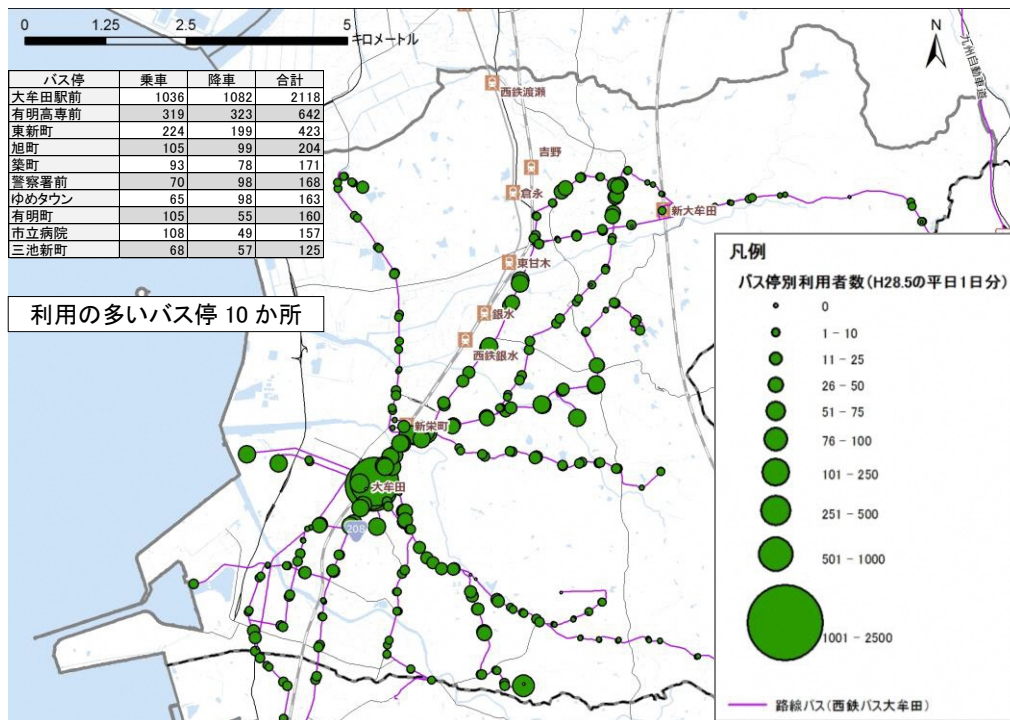 0 1.25 2.5 5
キロメートル
N
九州自動車道
バス停 乗車 降車 合計
大牟田駅前 1036 1082 2118
有明高専前 319 323 642
東新町 224 199 423
旭町 105 99 204
築町 93 78 171
警察署前 70 98 168
ゆめタウン 65 98 163
有明町 105 55 160
市立病院 108 49 157
三池新町 68 57 125
利用の多いバス停 10 か所
西鉄渡瀬
吉野
倉永
新大牟田
東甘木
銀水
西鉄銀水
新栄町
大牟田
208
凡例
バス停別利用者数(H28.5の平日1日分)
0
1 - 10
11 - 25
26 - 50
51 - 75
76 - 100
101 - 250
251 - 500
501 - 1000
1001 - 2500
路線バス(西鉄バス大牟田)